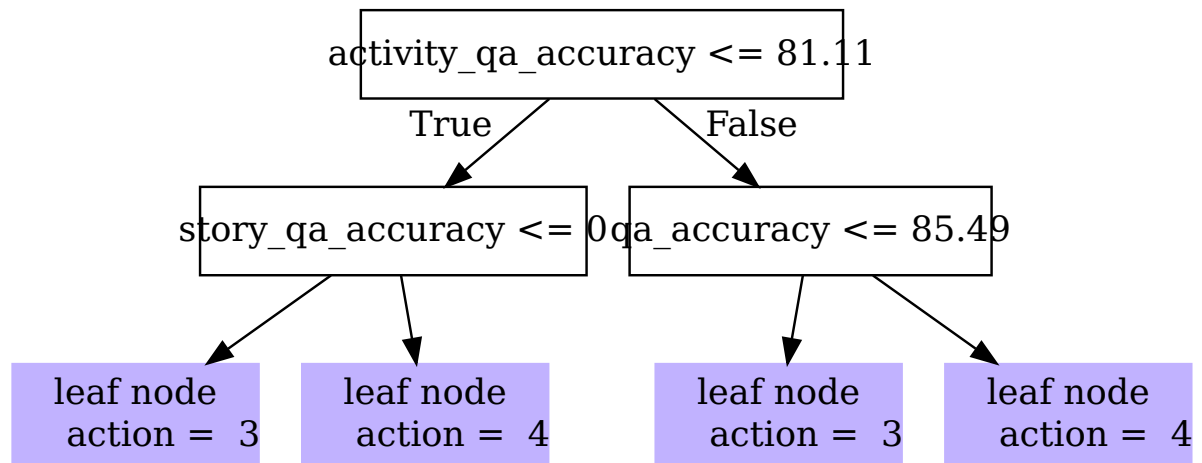 activity_qa_accuracy <= 81.11
True
False
story_qa_accuracy <= 0
qa_accuracy <= 85.49
leaf node
action = 3
leaf node
action = 4
leaf node
action = 3
leaf node
action = 4